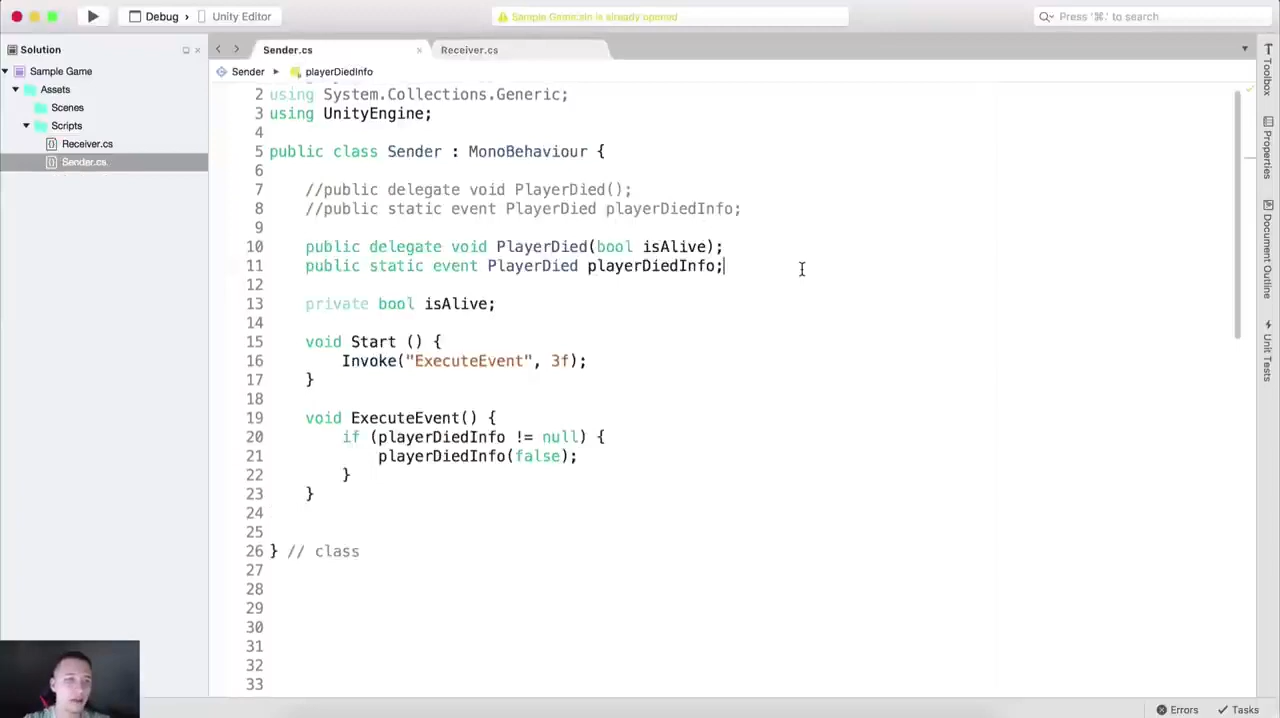 Debug › Unity Editor
Sample Game.sln is already opened
Press '⌘.' to search
Solution
Sample Game
Assets
Scenes
Scripts
Receiver.cs
Sender.cs
Sender.cs × Receiver.cs
Sender ▸ playerDiedInfo
2 using System.Collections.Generic;
3 using UnityEngine;
4
5 public class Sender : MonoBehaviour {
6
7 //public delegate void PlayerDied();
8 //public static event PlayerDied playerDiedInfo;
9
10 public delegate void PlayerDied(bool isAlive);
11 public static event PlayerDied playerDiedInfo;
12
13 private bool isAlive;
14
15 void Start () {
16 Invoke("ExecuteEvent", 3f);
17 }
18
19 void ExecuteEvent() {
20 if (playerDiedInfo != null) {
21 playerDiedInfo(false);
22 }
23 }
24
25
26 } // class
27
28
29
30
31
32
33
Toolbox
Properties
Document Outline
Unit Tests
Errors Tasks